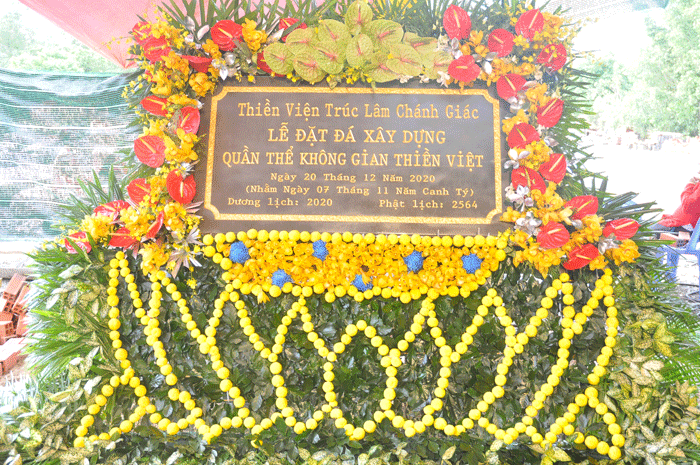 Thiền Viện Trúc Lâm Chánh Giác
LỄ ĐẶT ĐÁ XÂY DỰNG
QUẦN THỂ KHÔNG GIAN THIỀN VIỆT
Ngày 20 Tháng 12 Năm 2020
(Nhằm Ngày 07 Tháng 11 Năm Canh Tý)
Dương lịch: 2020 Phật lịch: 2564